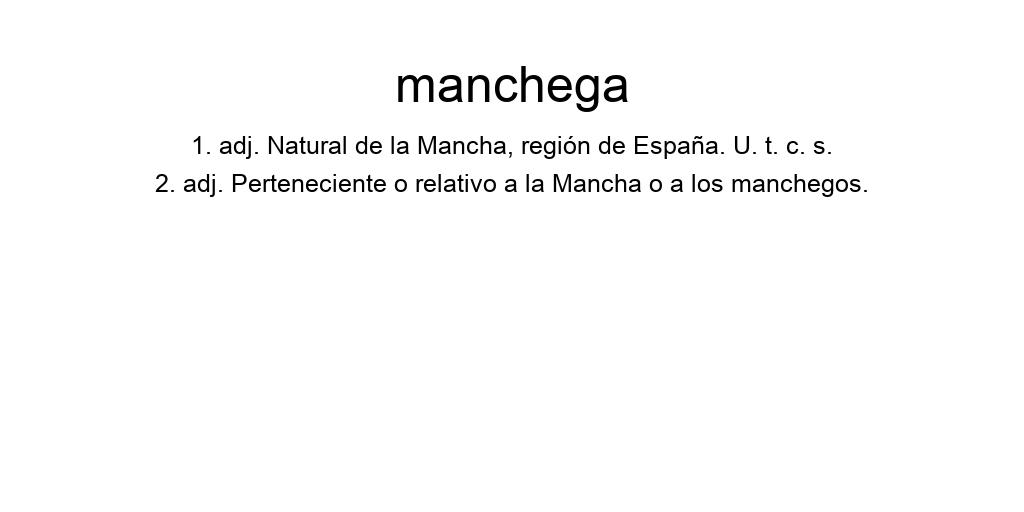 manchega
1. adj. Natural de la Mancha, región de España. U. t. c. s.
2. adj. Perteneciente o relativo a la Mancha o a los manchegos.